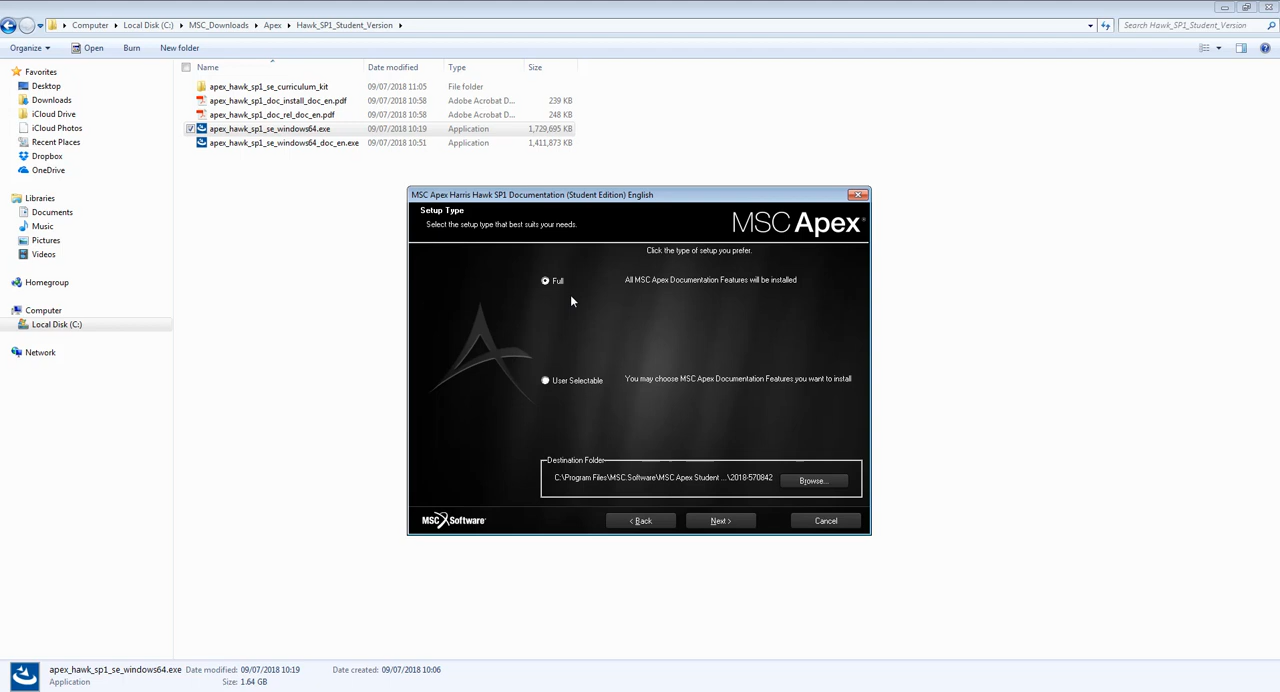 Computer ▸ Local Disk (C:) ▸ MSC_Downloads ▸ Apex ▸ Hawk_SP1_Student_Version ▸
Search Hawk_SP1_Student_Version
Organize ▾ Open Burn New folder
Name Date modified Type Size
Favorites
Desktop
Downloads
iCloud Drive
iCloud Photos
Recent Places
Dropbox
OneDrive
Libraries
Documents
Music
Pictures
Videos
Homegroup
Computer
Local Disk (C:)
Network
apex_hawk_sp1_se_curriculum_kit 09/07/2018 11:05 File folder
apex_hawk_sp1_doc_install_doc_en.pdf 09/07/2018 10:58 Adobe Acrobat D... 239 KB
apex_hawk_sp1_doc_rel_doc_en.pdf 09/07/2018 10:58 Adobe Acrobat D... 248 KB
apex_hawk_sp1_se_windows64.exe 09/07/2018 10:19 Application 1,729,695 KB
apex_hawk_sp1_se_windows64_doc_en.exe 09/07/2018 10:51 Application 1,411,873 KB
MSC Apex Harris Hawk SP1 Documentation (Student Edition) English
Setup Type
Select the setup type that best suits your needs.
MSC Apex
Click the type of setup you prefer.
Full All MSC Apex Documentation Features will be installed
User Selectable You may choose MSC Apex Documentation Features you want to install
Destination Folder
C:\Program Files\MSC.Software\MSC Apex Student ...\2018-570842 Browse...
MSC Software < Back Next > Cancel
apex_hawk_sp1_se_windows64.exe Date modified: 09/07/2018 10:19 Date created: 09/07/2018 10:06
Application Size: 1.64 GB